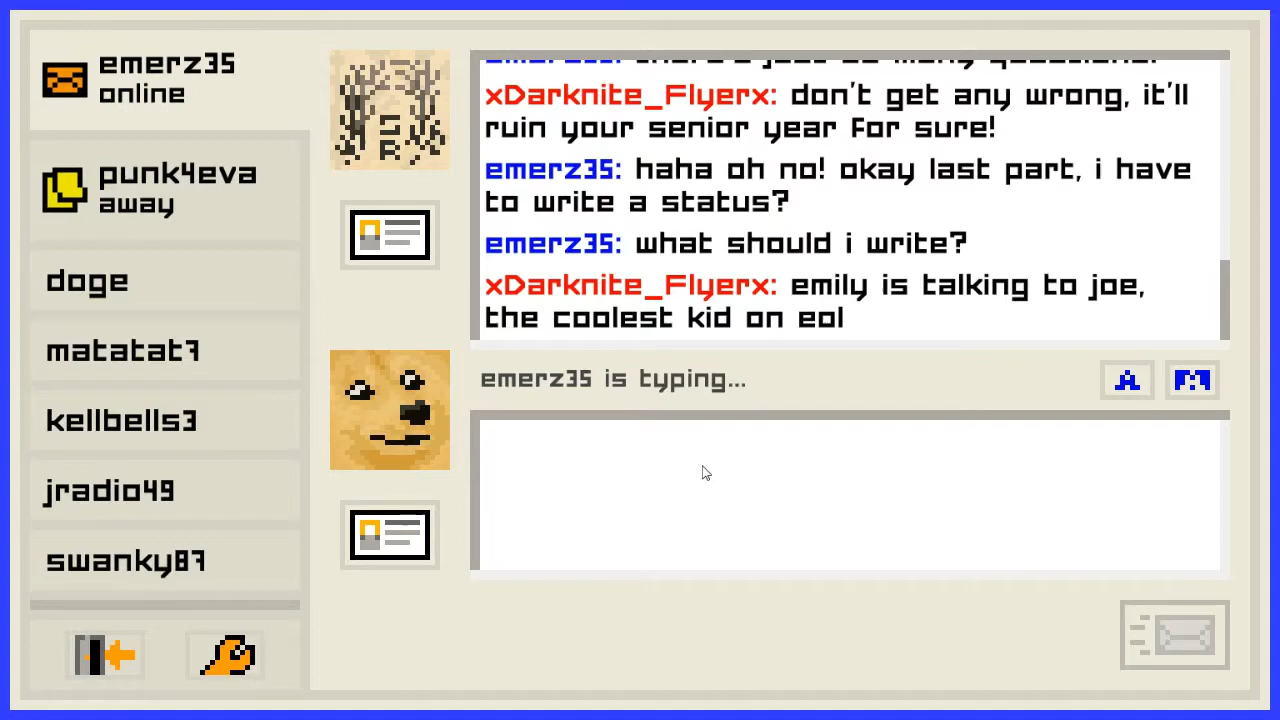 emerz35
online
punk4eva
away
doge
matatat7
kellbells3
jradio49
swanky87
xDarknite_Flyerx: don't get any wrong, it'll
ruin your senior year for sure!
emerz35: haha oh no! okay last part, i have
to write a status?
emerz35: what should i write?
xDarknite_Flyerx: emily is talking to joe,
the coolest kid on eol
emerz35 is typing...
A